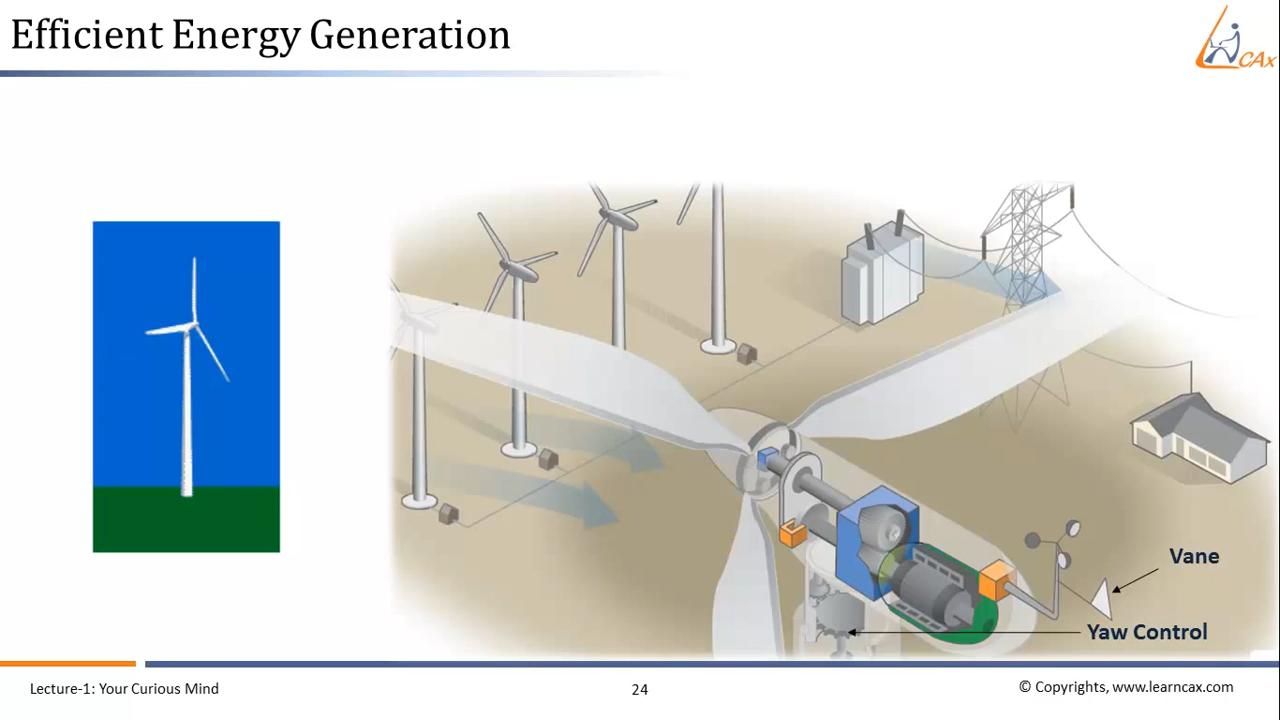 Efficient Energy Generation
CAx
Vane
Yaw Control
Lecture-1: Your Curious Mind
24
© Copyrights, www.learncax.com